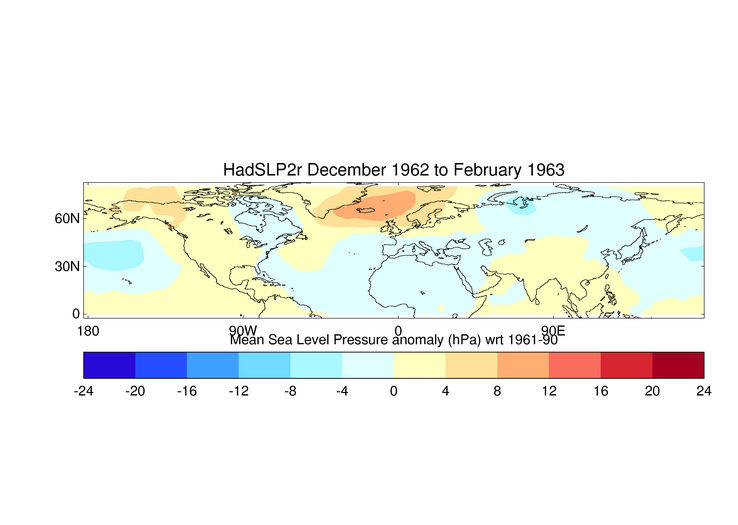 HadSLP2r December 1962 to February 1963
60N
30N
0
180 90W 0 90E
Mean Sea Level Pressure anomaly (hPa) wrt 1961-90
-24 -20 -16 -12 -8 -4 0 4 8 12 16 20 24